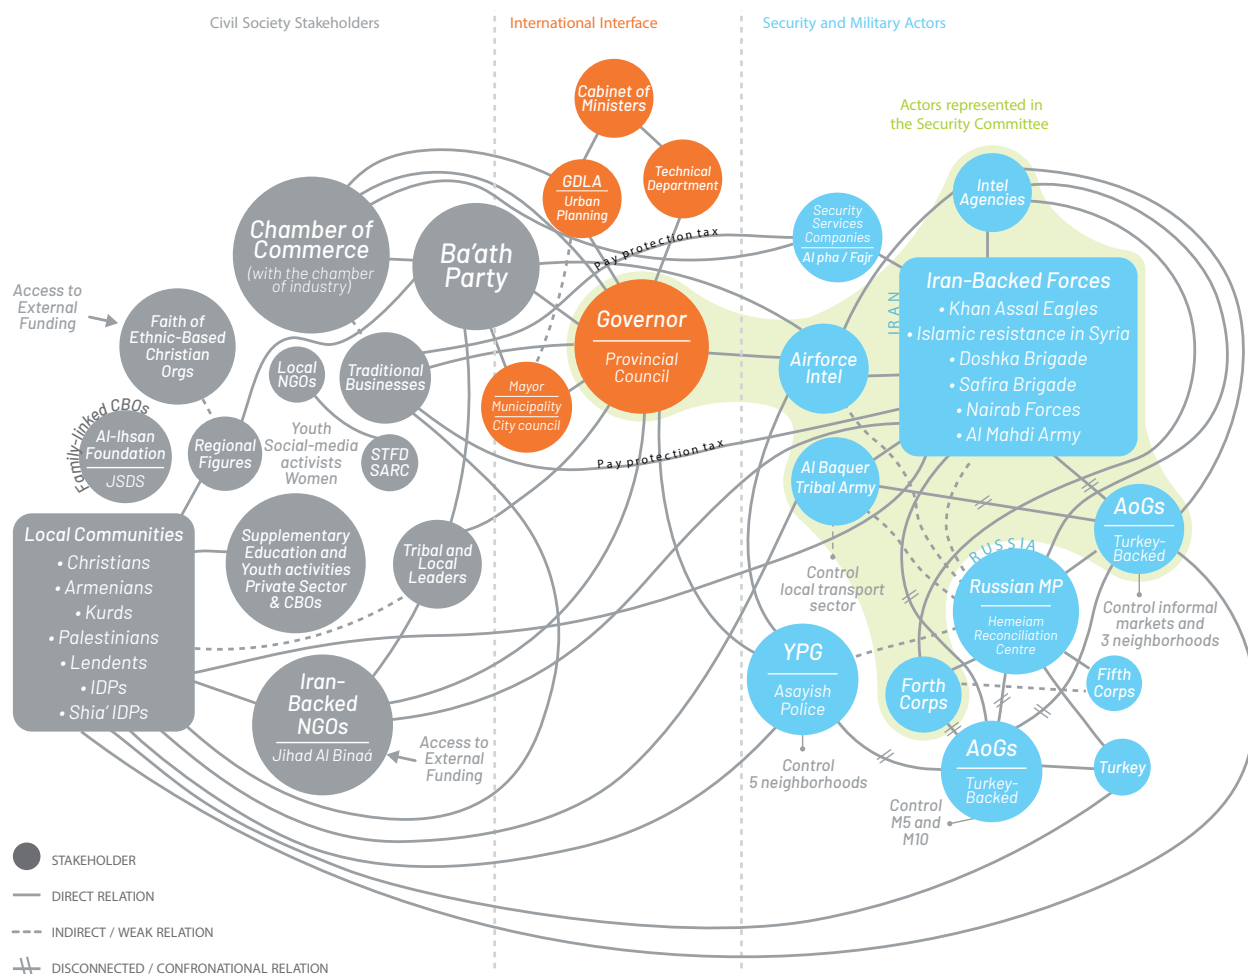 Civil Society Stakeholders
International Interface
Security and Military Actors
Cabinet of
Ministers
Actors represented in
the Security Committee
GDLA
Urban
Planning
Technical
Department
Intel
Agencies
Chamber of
Commerce
(with the chamber
of industry)
Ba'ath
Party
Pay protection tax
Security
Services
Companies
Al pha / Fajr
Access to
External
Funding
Faith of
Ethnic-Based
Christian
Orgs
Local
NGOs
Traditional
Businesses
Governor
Provincial
Council
Mayor
Municipality
City council
Airforce
Intel
IRAN
Iran-Backed Forces
• Khan Assal Eagles
• Islamic resistance in Syria
• Doshka Brigade
• Safira Brigade
• Nairab Forces
• Al Mahdi Army
Family-linked CBOs
Al-Ihsan
Foundation
JSDS
Regional
Figures
Youth
Social-media
activists
Women
STFD
SARC
Pay protection tax
Al Baquer
Tribal Army
AoGs
Turkey-
Backed
Local Communities
• Christians
• Armenians
• Kurds
• Palestinians
• Lendents
• IDPs
• Shia' IDPs
Supplementary
Education and
Youth activities
Private Sector
& CBOs
Tribal and
Local
Leaders
Control
local transport
sector
RUSSIA
Russian MP
Hemeiam
Reconciliation
Centre
Control informal
markets and
3 neighborhoods
YPG
Asayish
Police
Forth
Corps
Fifth
Corps
Iran-
Backed
NGOs
Jihad Al Binaá
Access to
External
Funding
Control
5 neighborhoods
AoGs
Turkey-
Backed
Turkey
Control
M5 and
M10
STAKEHOLDER
DIRECT RELATION
INDIRECT / WEAK RELATION
DISCONNECTED / CONFRONATIONAL RELATION